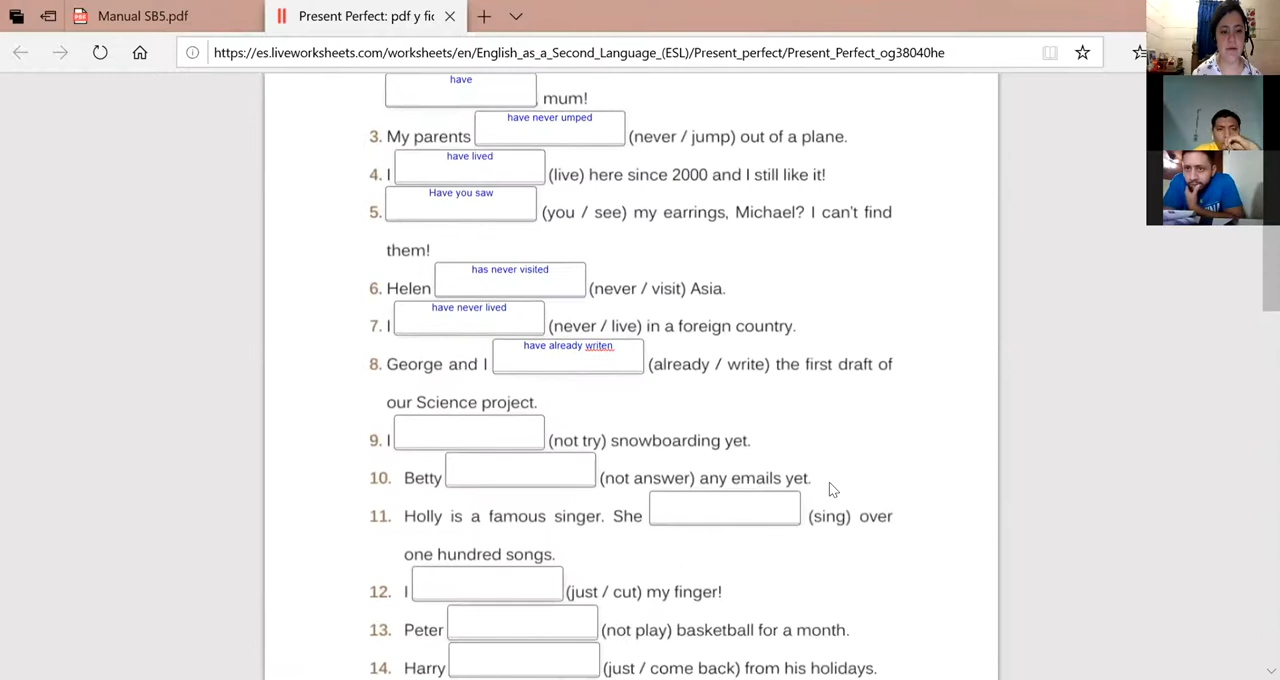 Manual SB5.pdf
Present Perfect: pdf y fic
https://es.liveworksheets.com/worksheets/en/English_as_a_Second_Language_(ESL)/Present_perfect/Present_Perfect_og38040he
have
, mum!
have never umped
3. My parents (never / jump) out of a plane.
have lived
4. I (live) here since 2000 and I still like it!
Have you saw
5. (you / see) my earrings, Michael? I can't find
them!
has never visited
6. Helen (never / visit) Asia.
have never lived
7. I (never / live) in a foreign country.
have already writen
8. George and I (already / write) the first draft of
our Science project.
9. I (not try) snowboarding yet.
10. Betty (not answer) any emails yet.
11. Holly is a famous singer. She (sing) over
one hundred songs.
12. I (just / cut) my finger!
13. Peter (not play) basketball for a month.
14. Harry (just / come back) from his holidays.